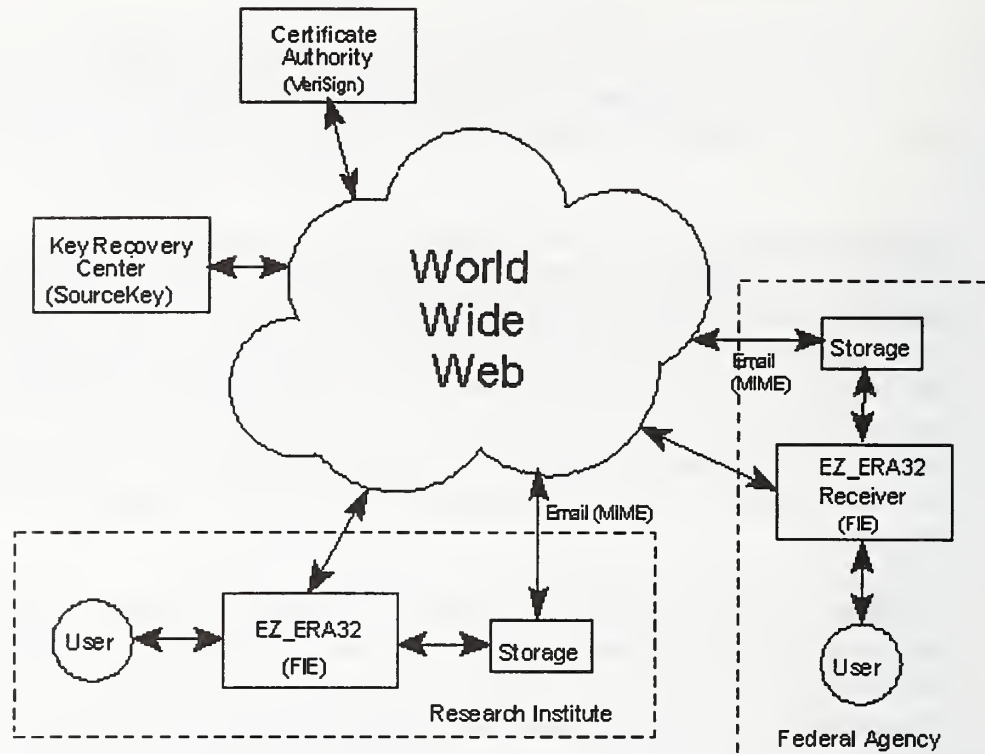 Certificate
Authority
(VeriSign)
Key Recovery
Center
(SourceKey)
World
Wide
Web
Email
(MIME)
Storage
EZ_ERA32
Receiver
(FIE)
User
Federal Agency
Email (MIME)
User
EZ_ERA32
(FIE)
Storage
Research Institute